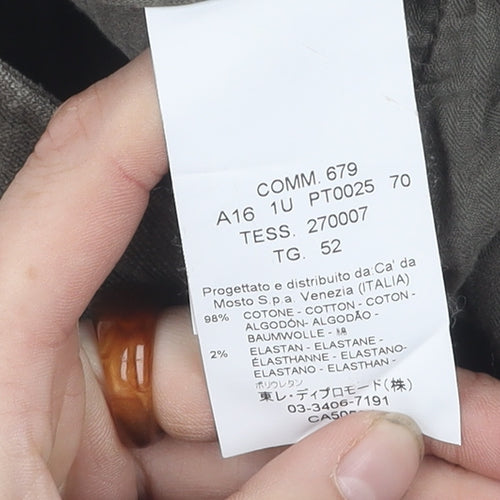 COMM. 679
A16 1U PT0025 70
TESS. 270007
TG. 52
Progettato e distribuito da Ca' da
Mosto S.p.a. Venezia (ITALIA)
98% COTONE - COTTON - COTON -
ALGODÓN- ALGODÃO -
BAUMWOLLE - 綿
2% ELASTAN - ELASTANE -
ÉLASTHANNE - ELASTANO-
ELASTANO - ELASTHAN -
ポリウレタン
東レ・ディプロモード(株)
03-3406-7191